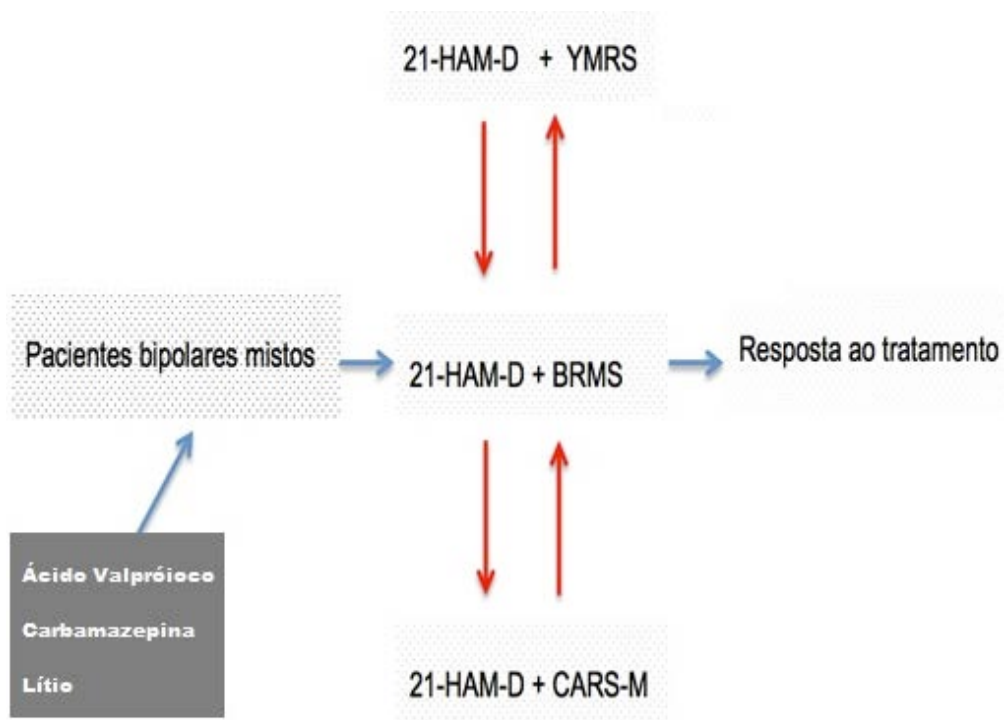 21-HAM-D + YMRS
Pacientes bipolares mistos
21-HAM-D + BRMS
Resposta ao tratamento
Ácido Valpróioco
Carbamazepina
Lítio
21-HAM-D + CARS-M